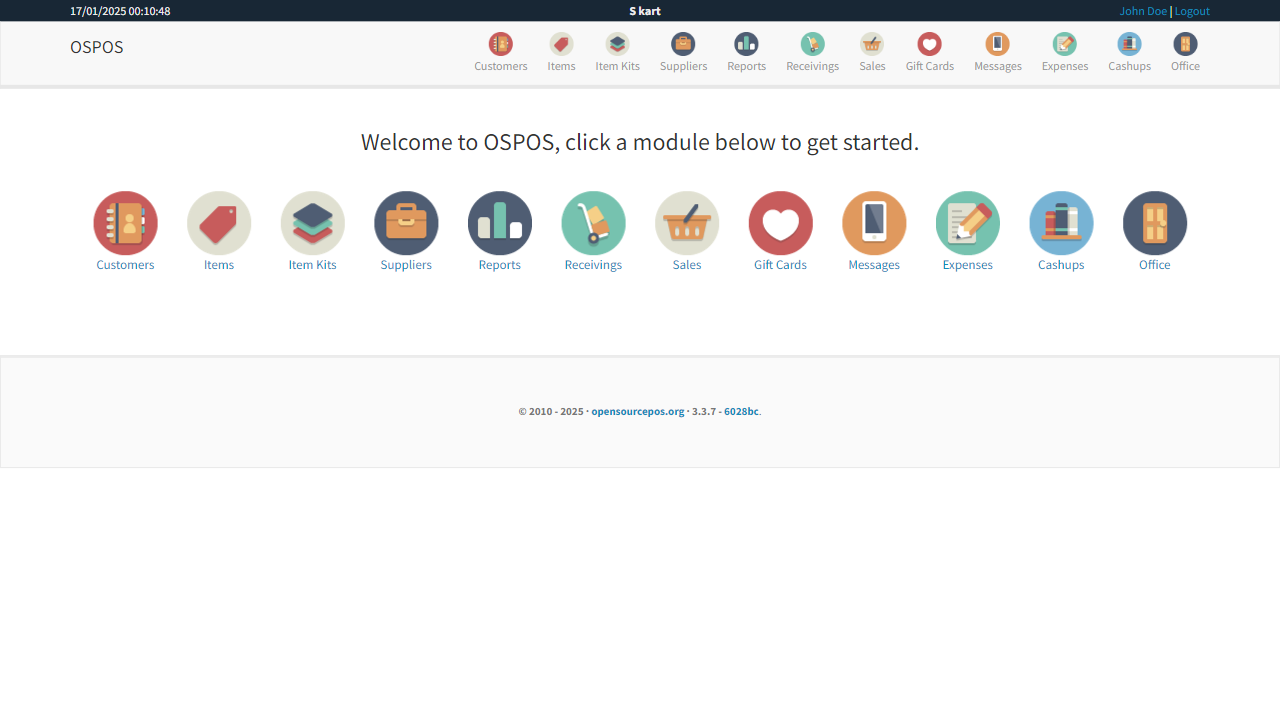 17/01/2025 00:10:48 S kart John Doe | Logout
OSPOS
Customers Items Item Kits Suppliers Reports Receivings Sales Gift Cards Messages Expenses Cashups Office
Welcome to OSPOS, click a module below to get started.
Customers Items Item Kits Suppliers Reports Receivings Sales Gift Cards Messages Expenses Cashups Office
© 2010 - 2025 · opensourcepos.org · 3.3.7 - 6028bc.